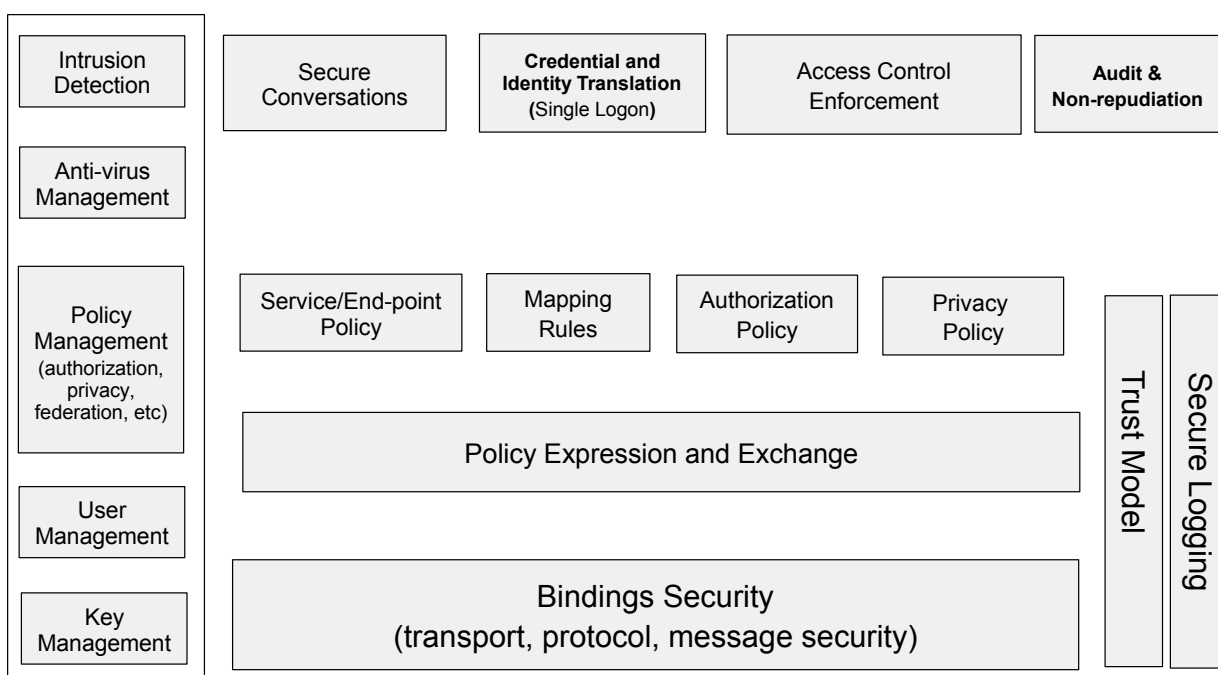 Intrusion
Detection
Anti-virus
Management
Policy
Management
(authorization,
privacy,
federation, etc)
User
Management
Key
Management
Secure
Conversations
Credential and
Identity Translation
(Single Logon)
Access Control
Enforcement
Audit &
Non-repudiation
Service/End-point
Policy
Mapping
Rules
Authorization
Policy
Privacy
Policy
Policy Expression and Exchange
Bindings Security
(transport, protocol, message security)
Trust Model
Secure Logging